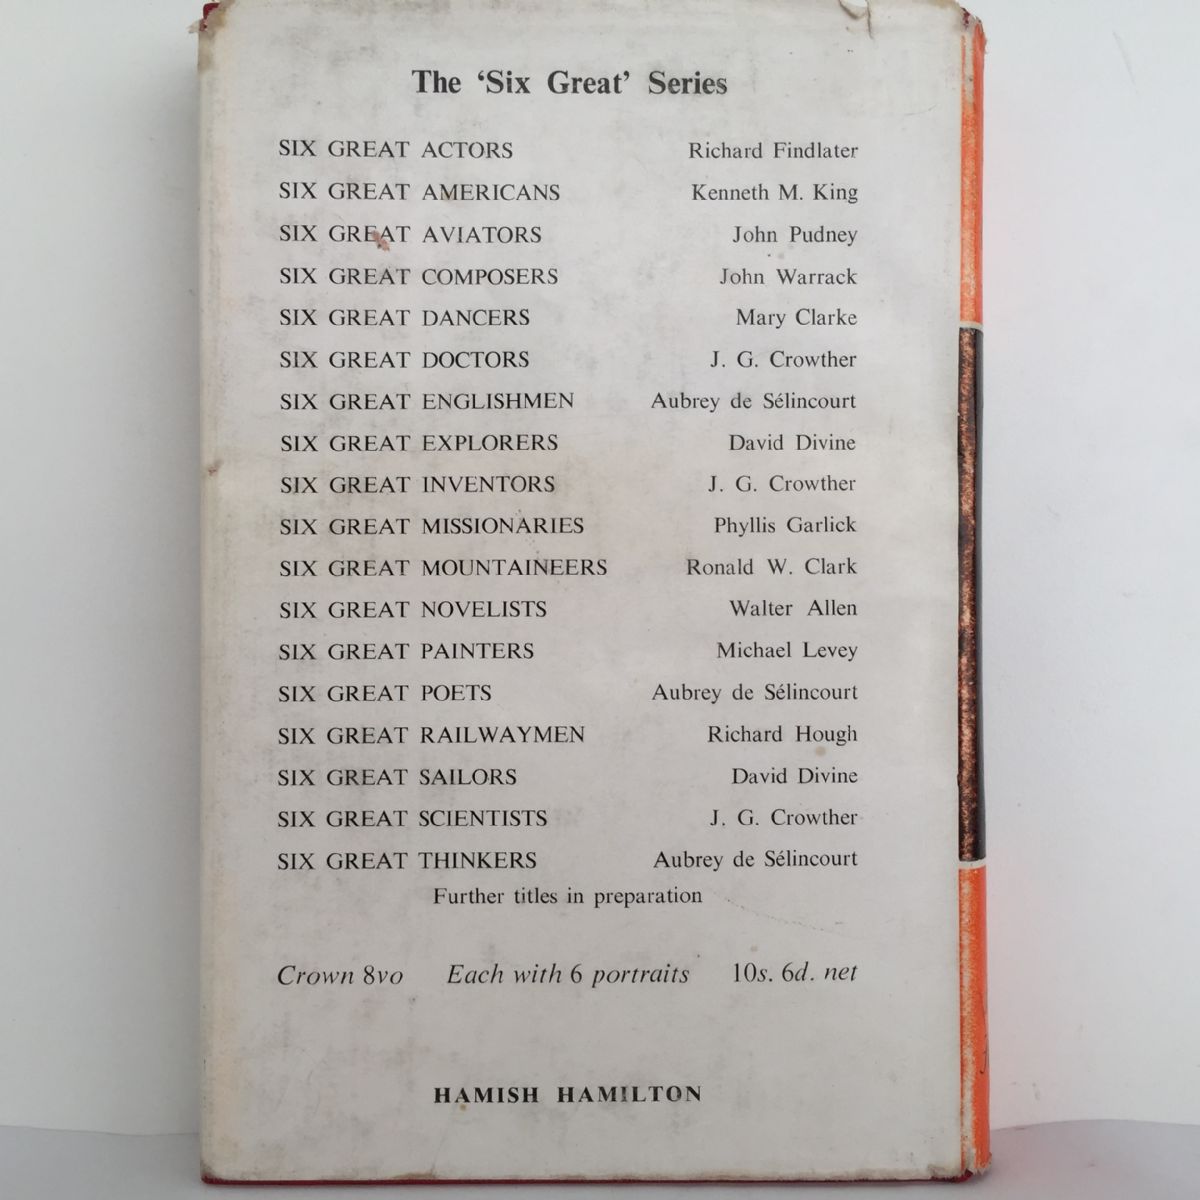 The ‘Six Great’ Series
SIX GREAT ACTORS Richard Findlater
SIX GREAT AMERICANS Kenneth M. King
SIX GREAT AVIATORS John Pudney
SIX GREAT COMPOSERS John Warrack
SIX GREAT DANCERS Mary Clarke
SIX GREAT DOCTORS J. G. Crowther
SIX GREAT ENGLISHMEN Aubrey de Sélincourt
SIX GREAT EXPLORERS David Divine
SIX GREAT INVENTORS J. G. Crowther
SIX GREAT MISSIONARIES Phyllis Garlick
SIX GREAT MOUNTAINEERS Ronald W. Clark
SIX GREAT NOVELISTS Walter Allen
SIX GREAT PAINTERS Michael Levey
SIX GREAT POETS Aubrey de Sélincourt
SIX GREAT RAILWAYMEN Richard Hough
SIX GREAT SAILORS David Divine
SIX GREAT SCIENTISTS J. G. Crowther
SIX GREAT THINKERS Aubrey de Sélincourt
Further titles in preparation
Crown 8vo Each with 6 portraits 10s. 6d. net
HAMISH HAMILTON